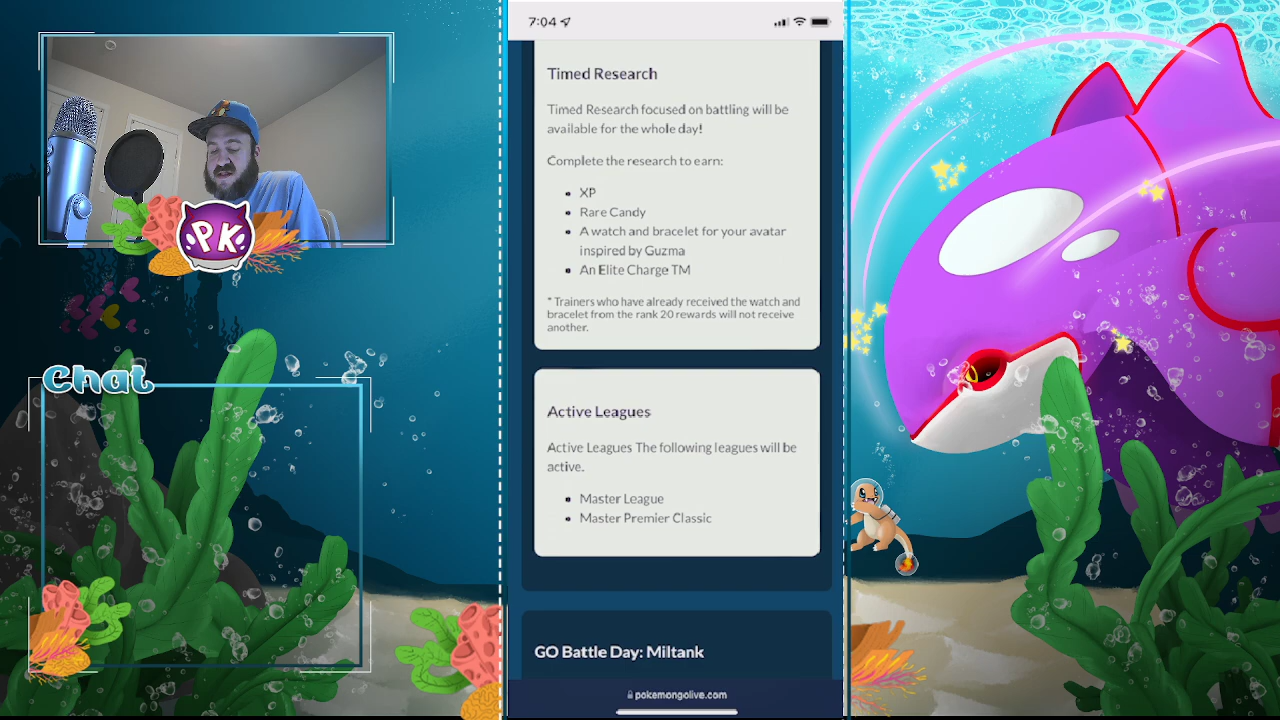 PK
Chat
7:04
Timed Research
Timed Research focused on battling will be
available for the whole day!
Complete the research to earn:
XP
Rare Candy
A watch and bracelet for your avatar
inspired by Guzma
An Elite Charge TM
* Trainers who have already received the watch and
bracelet from the rank 20 rewards will not receive
another.
Active Leagues
Active Leagues The following leagues will be
active.
Master League
Master Premier Classic
GO Battle Day: Miltank
pokemongolive.com